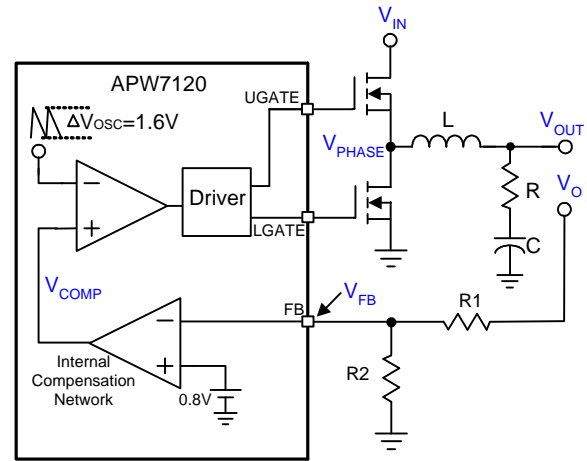 V_IN
APW7120
UGATE
ΔV_OSC=1.6V
L
V_OUT
V_PHASE
V_O
Driver
R
−
+
LGATE
C
V_COMP
V_FB
FB
R1
−
Internal
Compensation
Network
+
0.8V
R2